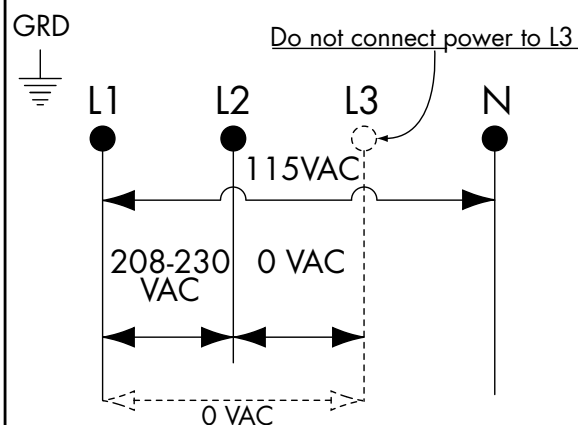 GRD
Do not connect power to L3
L1 L2 L3 N
115VAC
208-230 0 VAC
VAC
0 VAC